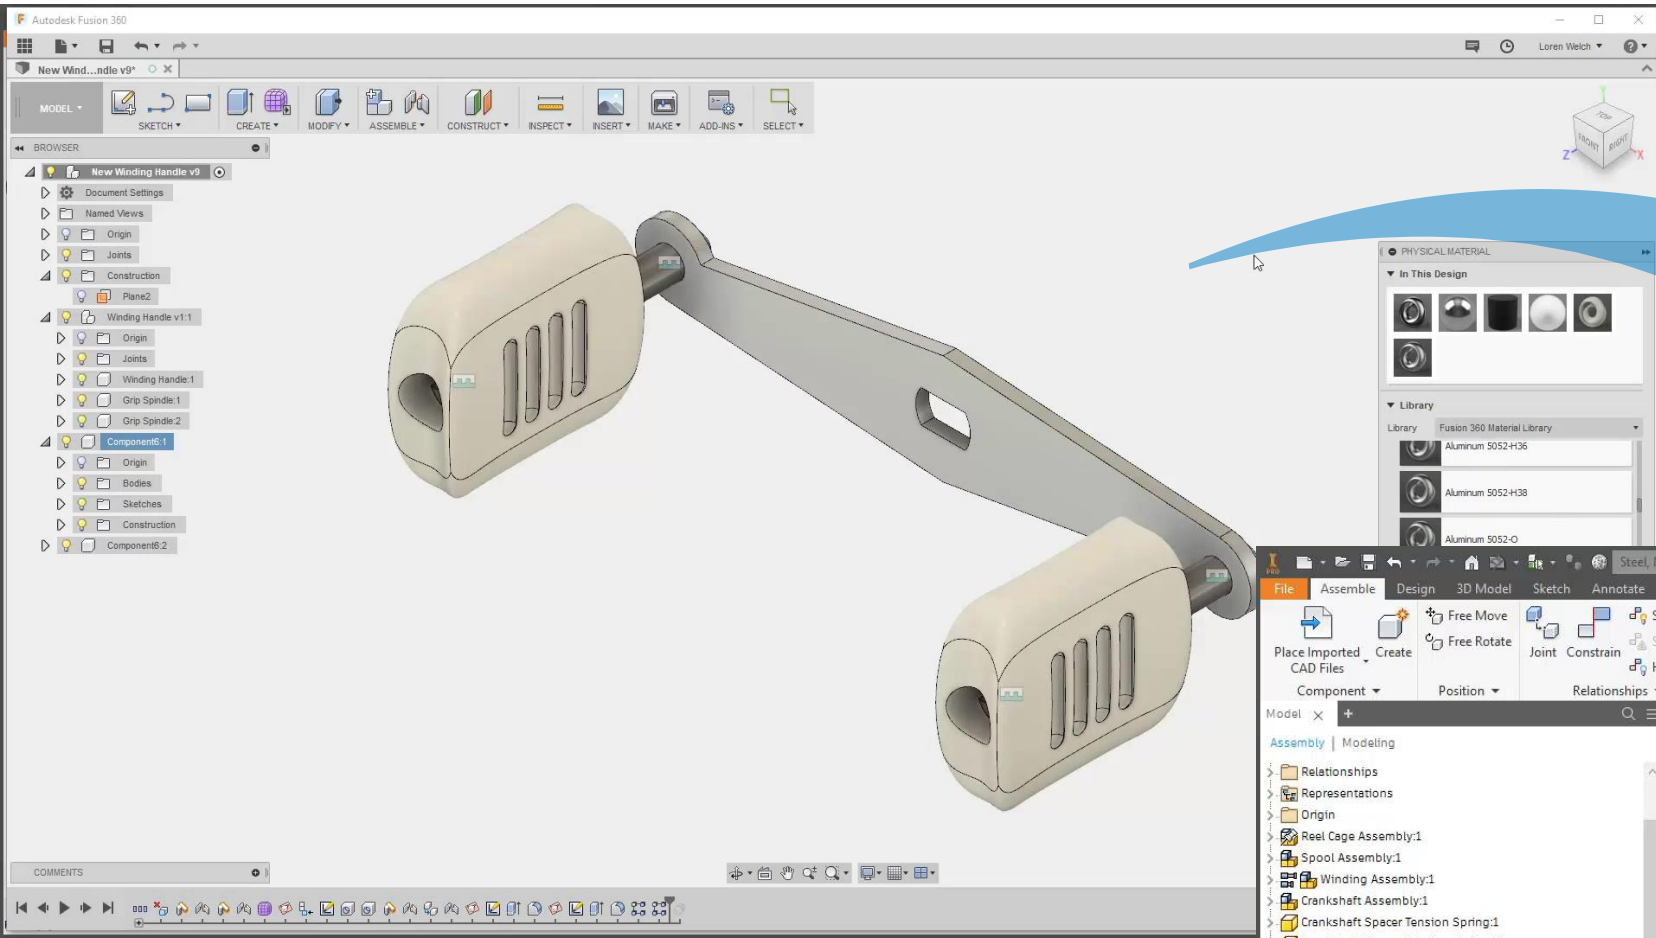 Autodesk Fusion 360
Loren Welch
New Wind...ndle v9*
MODEL
SKETCH
CREATE
MODIFY
ASSEMBLE
CONSTRUCT
INSPECT
INSERT
MAKE
ADD-INS
SELECT
TOP
FRONT
RIGHT
Y
Z
X
BROWSER
New Winding Handle v9
Document Settings
Named Views
Origin
Joints
Construction
Plane2
Winding Handle v1:1
Origin
Joints
Winding Handle:1
Grip Spindle:1
Grip Spindle:2
Component6:1
Origin
Bodies
Sketches
Construction
Component6:2
PHYSICAL MATERIAL
In This Design
Library
Library Fusion 360 Material Library
Aluminum 5052-H36
Aluminum 5052-H38
Aluminum 5052-O
PRO
Steel,
File Assemble Design 3D Model Sketch Annotate
Free Move
Free Rotate
Place Imported
CAD Files
Create
Joint
Constrain
Component
Position
Relationships
Model
Assembly | Modeling
Relationships
Representations
Origin
Reel Cage Assembly:1
Spool Assembly:1
Winding Assembly:1
Crankshaft Assembly:1
Crankshaft Spacer Tension Spring:1
COMMENTS